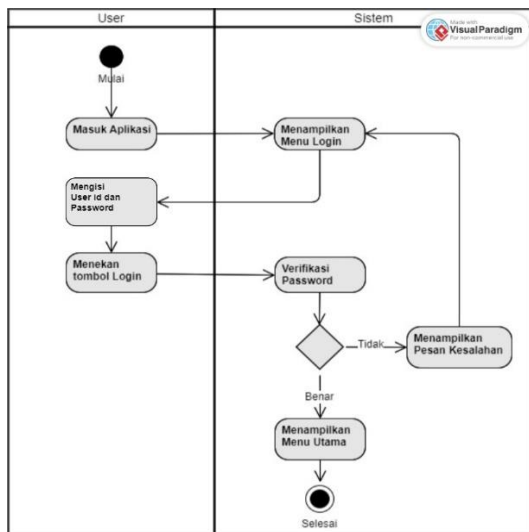 User
Sistem
Made with
Visual Paradigm
For non-commercial use
Mulai
Masuk Aplikasi
Menampilkan
Menu Login
Mengisi
User id dan
Password
Menekan
tombol Login
Verifikasi
Password
Tidak
Menampilkan
Pesan Kesalahan
Benar
Menampilkan
Menu Utama
Selesai